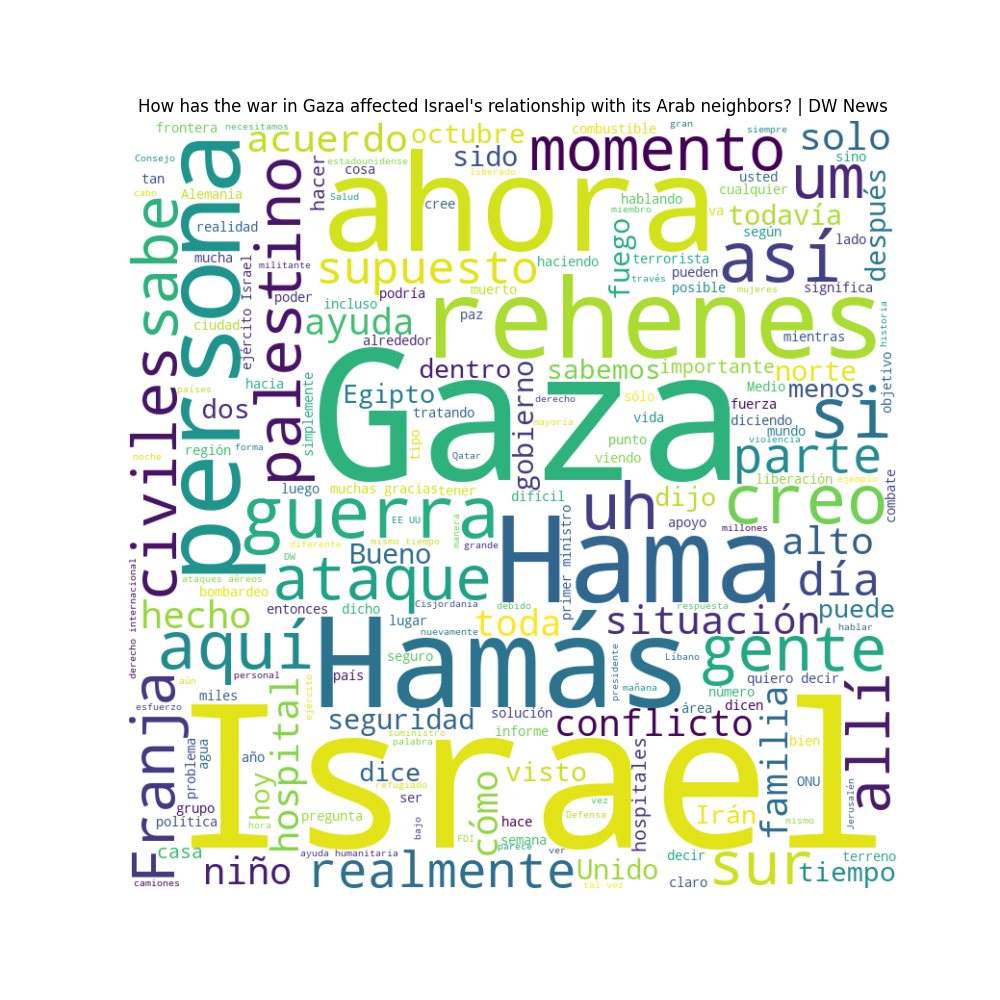 How has the war in Gaza affected Israel's relationship with its Arab neighbors? | DW News
frontera
necesitamos
acuerdo
octubre
combustible
gran
siempre
solo
Consejo
estadounidense
sido
momento
sino
tan
cosa
liberado
um
usted
cabo
Alemania
Salud
hacer
cree
ahora
hablando
cualquier
después
persona
realidad
miembro
va
todavía
sabe
palestino
mucha
según
lado
militante
supuesto
haciendo
fuego
terrorista
así
pueden
ejército Israel
poder
podría
muerto
través
posible
mujeres
significa
incluso
rehenes
ciudad
ayuda
paz
mientras
historia
alrededor
civiles
dentro
sabemos
importante
norte
países
hacia
simplemente
Egipto
derecho
sólo
Medio
menos
objetivo
dos
Gaza
gobierno
vida
fuerza
diciendo
si
tratando
mayoría
región
forma
tipo
punto
mundo
violencia
noche
Qatar
viendo
parte
luego
muchas gracias
tener
difícil
liberación
ejemplo
combate
guerra
EE UU
manera
uh
dijo
creo
grande
apoyo
millones
diferente
mismo tiempo
Hama
primer ministro
alto
DW
Bueno
derecho internacional
ataques aéreos
bombardeo
ataque
día
hecho
entonces
dicho
Cisjordania
debido
respuesta
puede
lugar
nuevamente
toda
situación
hablar
aquí
Hamás
seguro
presidente
Líbano
gente
aún
personal
país
mañana
quiero decir
Franja
esfuerzo
miles
hospital
ejército
número
dicen
allí
seguridad
solución
área
conflicto
familia
problema
agua
suministro
informe
palabra
bien
año
hoy
Israel
dice
visto
hospitales
ONU
Jerusalén
refugiado
cómo
vez
ser
grupo
Defensa
Irán
política
hora
pregunta
bajo
hace
mismo
FDI
semana
casa
ayuda humanitaria
parece
ver
decir
terreno
niño
realmente
Unido
sur
tiempo
camiones
tal vez
claro